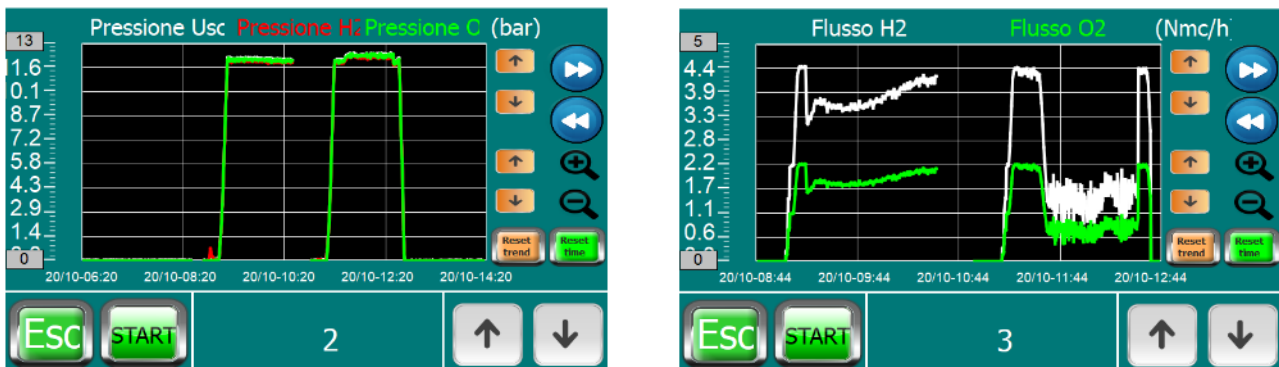 Pressione Usc Pressione H2 Pressione O (bar)
13
11.6
0.1
8.7
7.2
5.8
4.3
2.9
1.4
0
20/10-06:20 20/10-08:20 20/10-10:20 20/10-12:20 20/10-14:20
Reset trend
Reset time
Esc
START
2
Flusso H2 Flusso O2 (Nmc/h
5
4.4
3.9
3.3
2.8
2.2
1.7
1.1
0.6
0
20/10-08:44 20/10-09:44 20/10-10:44 20/10-11:44 20/10-12:44
Reset trend
Reset time
Esc
START
3